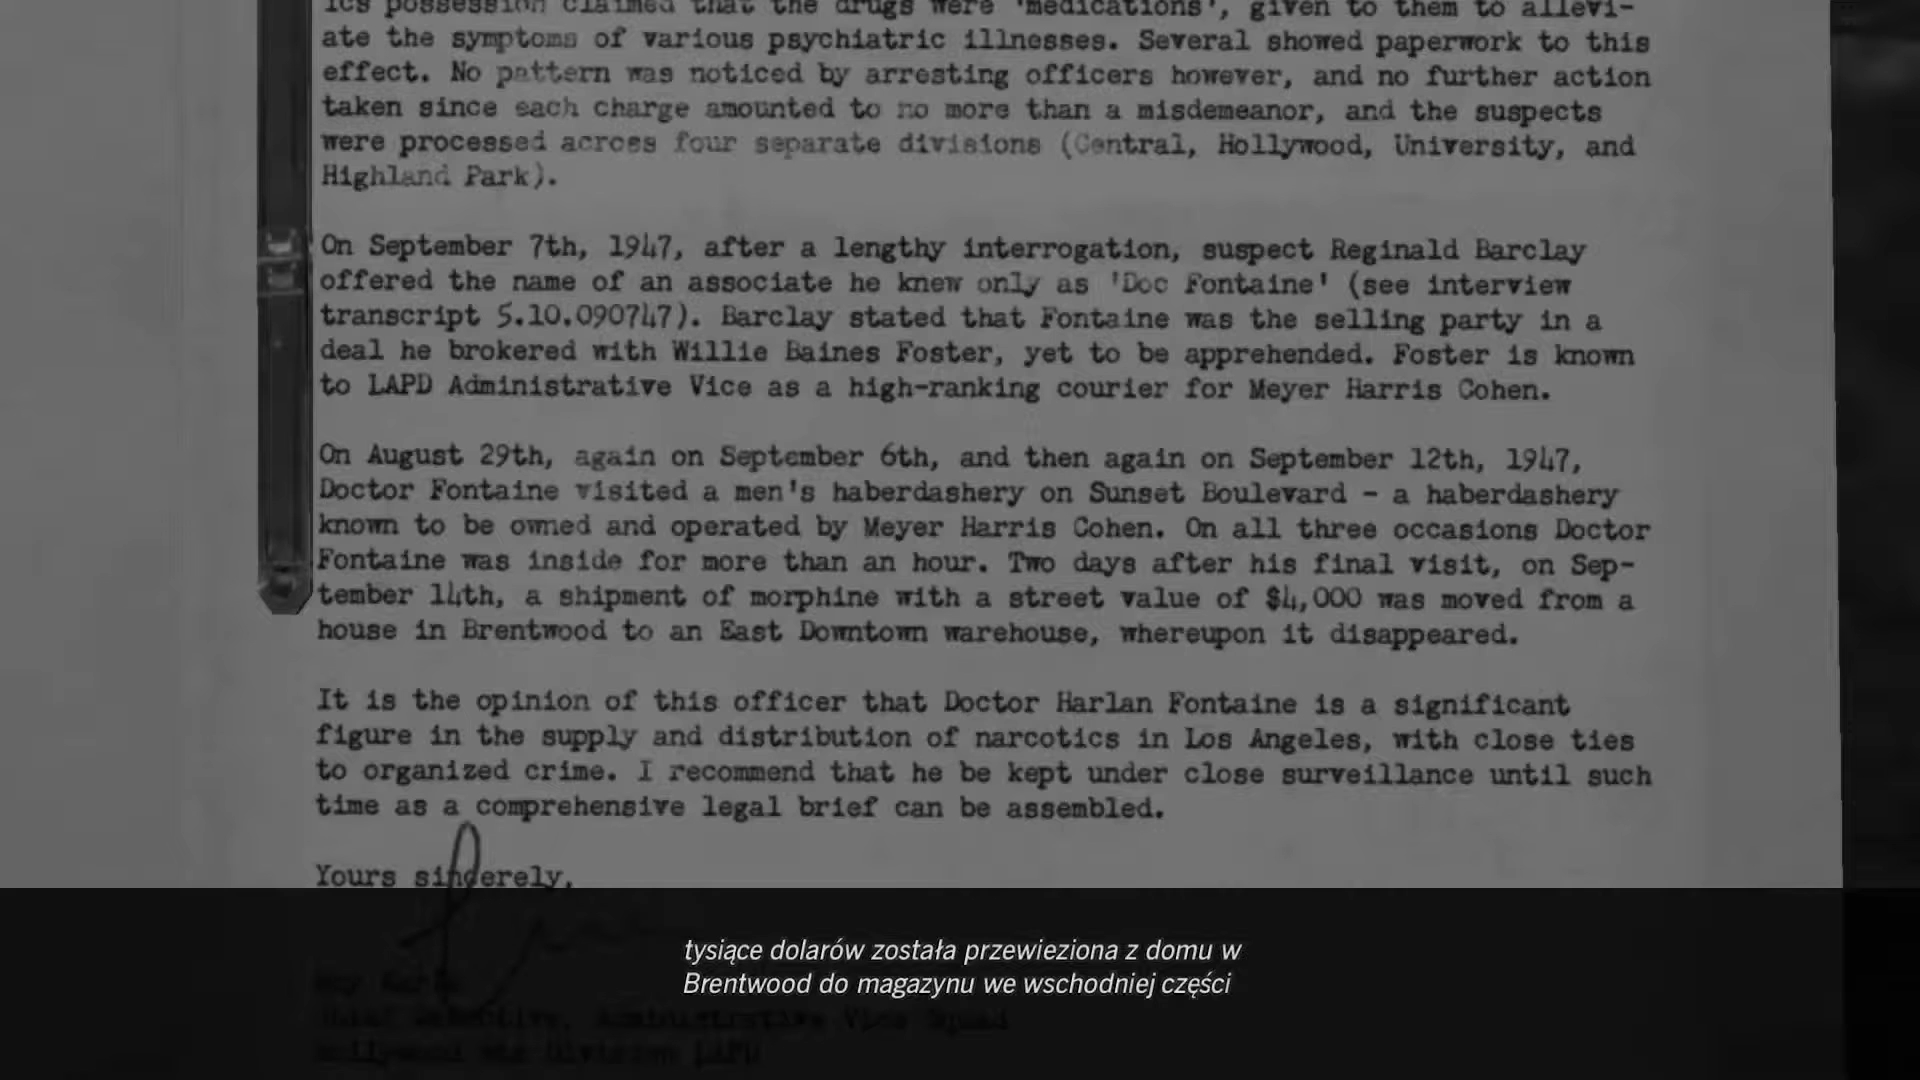 ics possession claimed that the drugs were 'medications', given to them to allevi-
ate the symptoms of various psychiatric illnesses. Several showed paperwork to this
effect. No pattern was noticed by arresting officers however, and no further action
taken since each charge amounted to no more than a misdemeanor, and the suspects
were processed across four separate divisions (Central, Hollywood, University, and
Highland Park).
On September 7th, 1947, after a lengthy interrogation, suspect Reginald Barclay
offered the name of an associate he knew only as 'Doc Fontaine' (see interview
transcript 5.10.090747). Barclay stated that Fontaine was the selling party in a
deal he brokered with Willie Baines Foster, yet to be apprehended. Foster is known
to LAPD Administrative Vice as a high-ranking courier for Meyer Harris Cohen.
On August 29th, again on September 6th, and then again on September 12th, 1947,
Doctor Fontaine visited a men's haberdashery on Sunset Boulevard - a haberdashery
known to be owned and operated by Meyer Harris Cohen. On all three occasions Doctor
Fontaine was inside for more than an hour. Two days after his final visit, on Sep-
tember 14th, a shipment of morphine with a street value of $4,000 was moved from a
house in Brentwood to an East Downtown warehouse, whereupon it disappeared.
It is the opinion of this officer that Doctor Harlan Fontaine is a significant
figure in the supply and distribution of narcotics in Los Angeles, with close ties
to organized crime. I recommend that he be kept under close surveillance until such
time as a comprehensive legal brief can be assembled.
Yours sincerely,
tysiące dolarów została przewieziona z domu w
Brentwood do magazynu we wschodniej części